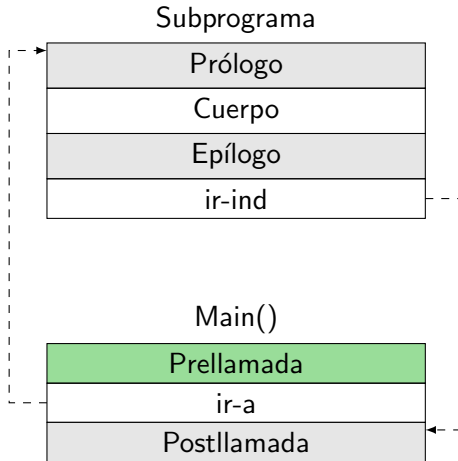 Subprograma
Prólogo
Cuerpo
Epílogo
ir-ind
Main()
Prellamada
ir-a
Postllamada